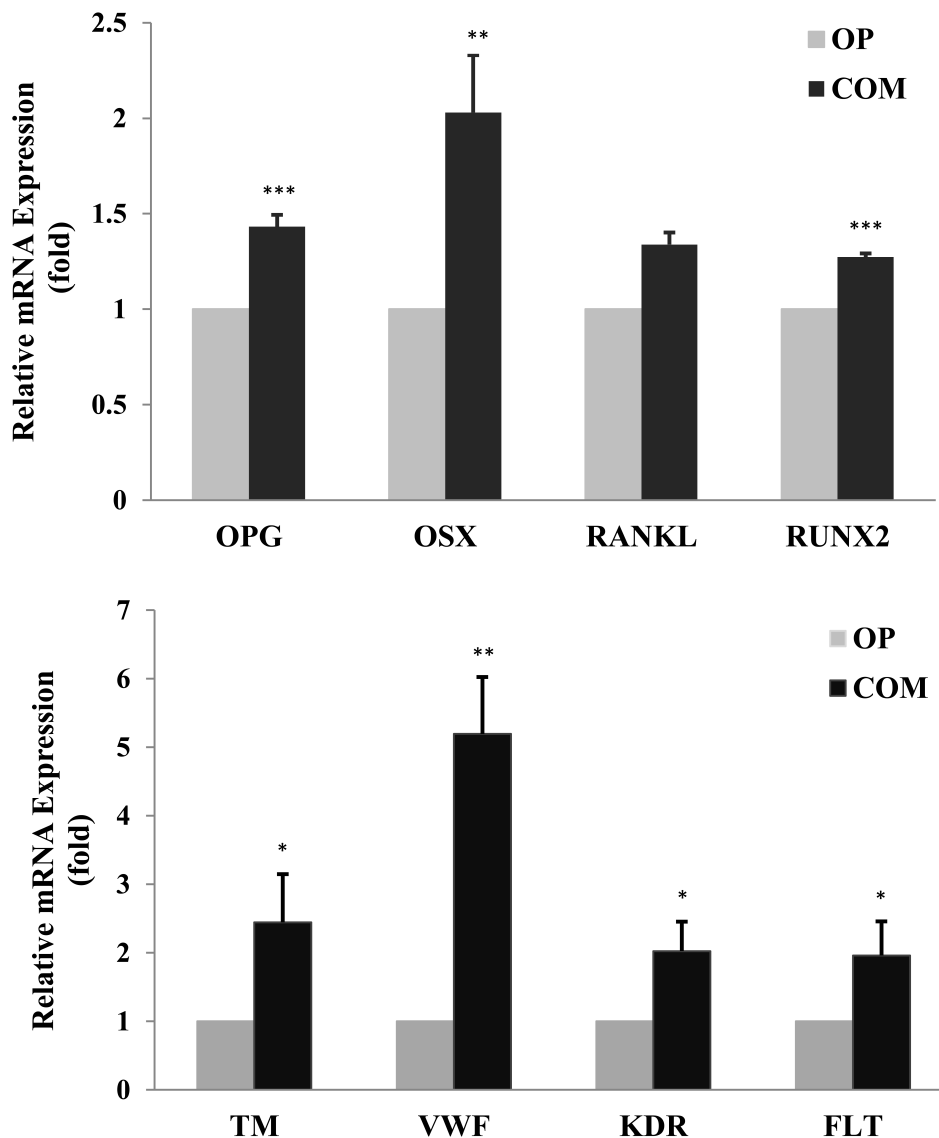 2.5
2
1.5
1
0.5
0
Relative mRNA Expression
(fold)
**
***
***
OP
COM
OPG OSX RANKL RUNX2
7
6
5
4
3
2
1
0
Relative mRNA Expression
(fold)
**
*
*
*
OP
COM
TM VWF KDR FLT